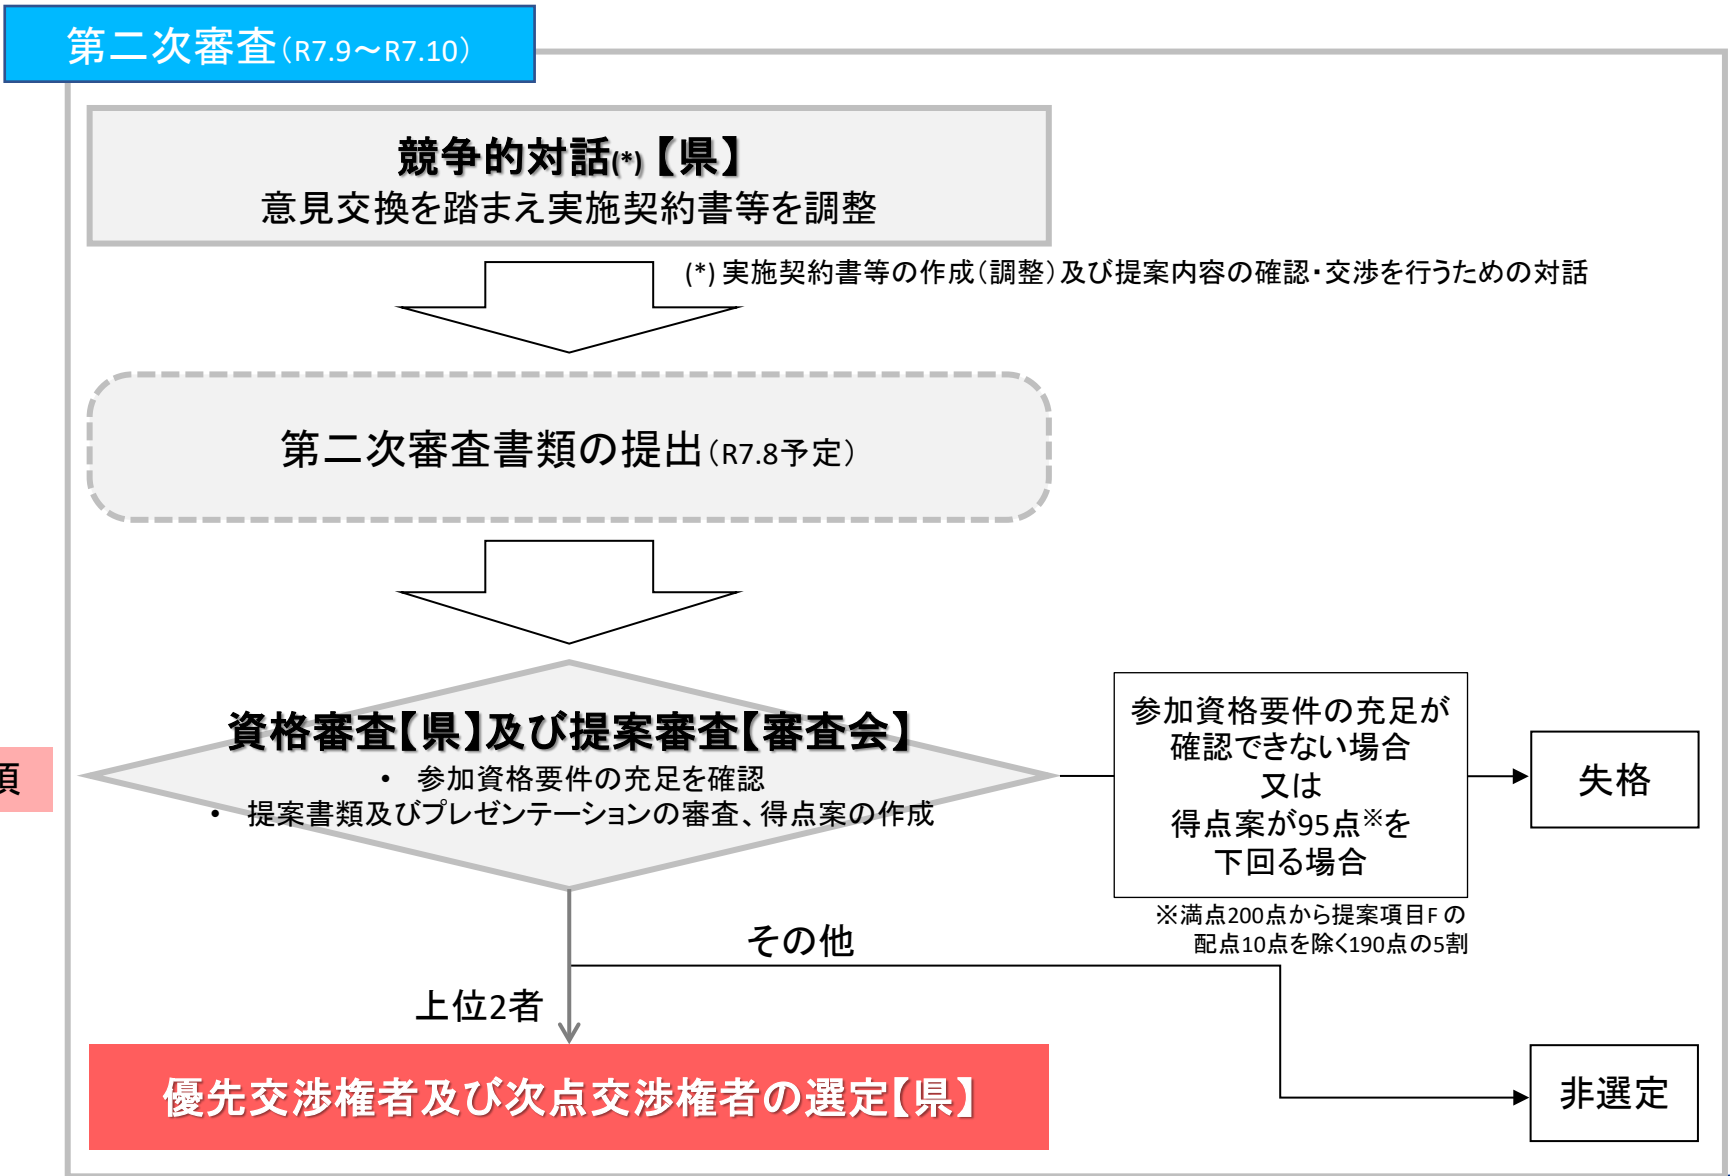 第二次審査（R7.9～R7.10）
競争的対話(*)【県】
意見交換を踏まえ実施契約書等を調整
(*) 実施契約書等の作成（調整）及び提案内容の確認・交渉を行うための対話
第二次審査書類の提出（R7.8予定）
項
資格審査【県】及び提案審査【審査会】
• 参加資格要件の充足を確認
• 提案書類及びプレゼンテーションの審査、得点案の作成
参加資格要件の充足が
確認できない場合
又は
得点案が95点※を
下回る場合
失格
※満点200点から提案項目F の
配点10点を除く190点の5割
その他
上位2者
優先交渉権者及び次点交渉権者の選定【県】
非選定